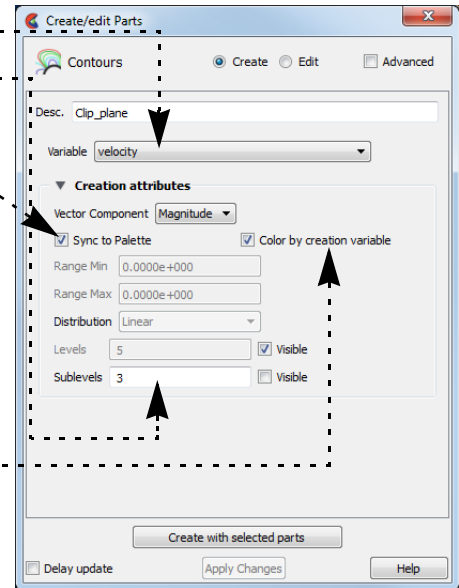 Create/edit Parts
Contours Create Edit Advanced
Desc. Clip_plane
Variable velocity
Creation attributes
Vector Component Magnitude
Sync to Palette Color by creation variable
Range Min 0.0000e+000
Range Max 0.0000e+000
Distribution Linear
Levels 5 Visible
Sublevels 3 Visible
Create with selected parts
Delay update Apply Changes Help